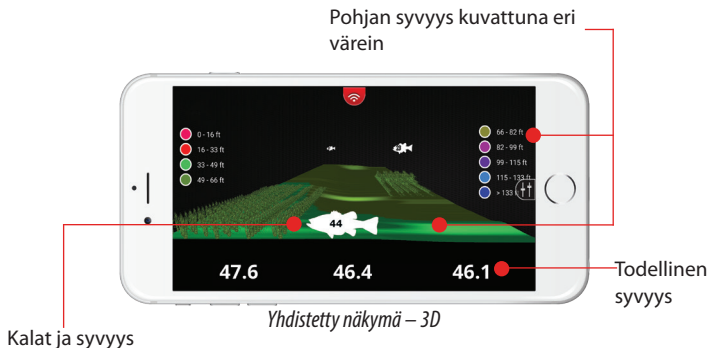 Pohjan syvyys kuvattuna eri
värein
0 - 16 ft
16 - 33 ft
33 - 49 ft
49 - 66 ft
66 - 82 ft
82 - 99 ft
99 - 115 ft
115 - 133 ft
> 133 ft
44
47.6 46.4 46.1
Todellinen
syvyys
Yhdistetty näkymä – 3D
Kalat ja syvyys